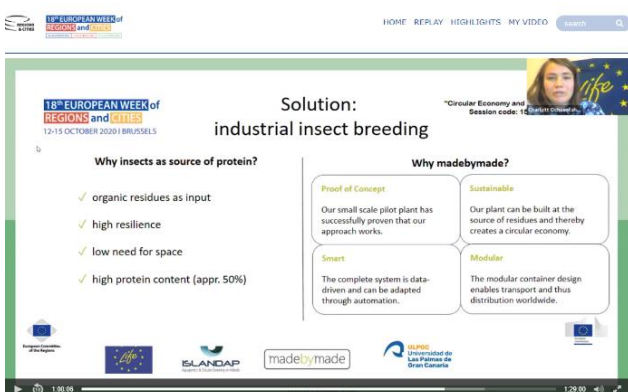 REGIONS
& CITIES
18th EUROPEAN WEEK of
REGIONS and CITIES
HOME REPLAY HIGHLIGHTS MY VIDEO
search
18th EUROPEAN WEEK of
REGIONS and CITIES
12-15 OCTOBER 2020 | BRUSSELS
Solution:
industrial insect breeding
"Circular Economy and
Session code:
life
Why insects as source of protein?
✓ organic residues as input
✓ high resilience
✓ low need for space
✓ high protein content (appr. 50%)
Why madebymade?
Proof of Concept
Our small scale pilot plant has
successfully proven that our
approach works.
Sustainable
Our plant can be built at the
source of residues and thereby
creates a circular economy.
Smart
The complete system is data-
driven and can be adapted
through automation.
Modular
The modular container design
enables transport and thus
distribution worldwide.
European Committee
of the Regions
life
ISLANDAP
madebymade
ULPGC
Universidad de
Las Palmas de
Gran Canaria
1:08:06
1:29:00